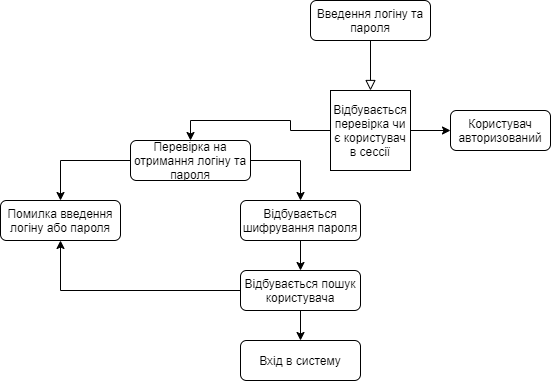 Введення логіну та
пароля
Відбувається
перевірка чи
є користувач
в сессії
Користувач
авторизований
Перевірка на
отримання логіну та
пароля
Помилка введення
логіну або пароля
Відбувається
шифрування пароля
Відбувається пошук
користувача
Вхід в систему